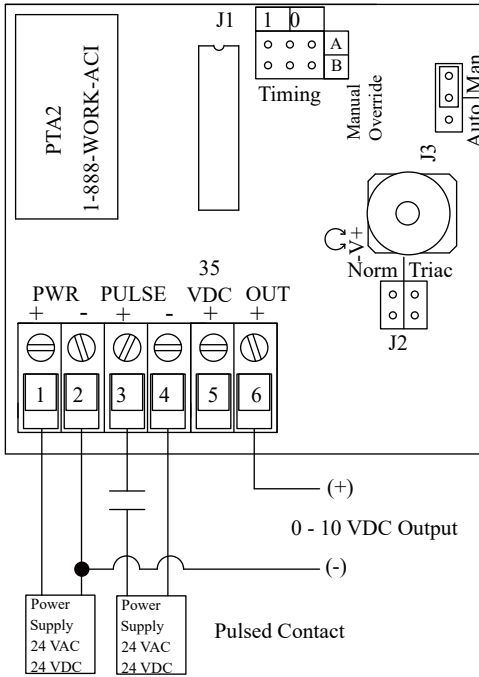 J1
1 0
A
B
Timing
PTA2
1-888-WORK-ACI
Manual
Override
Auto Man
J3
-V+
Norm Triac
J2
35
PWR PULSE VDC OUT
+ - + - + +
1 2 3 4 5 6
(+)
0 - 10 VDC Output
(-)
Power
Supply
24 VAC
24 VDC
Power
Supply
24 VAC
24 VDC
Pulsed Contact